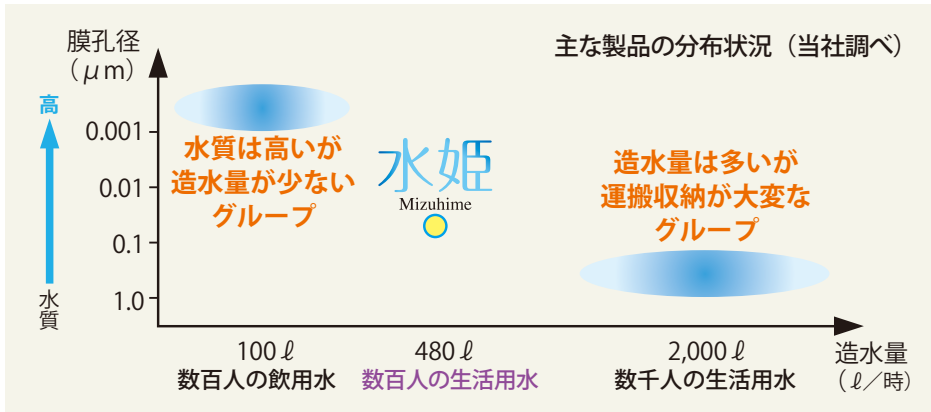 主な製品の分布状況（当社調べ）
膜孔径
（μm）
高
水質
0.001
0.01
0.1
1.0
水質は高いが
造水量が少ない
グループ
水姫
Mizuhime
造水量は多いが
運搬収納が大変な
グループ
100ℓ
数百人の飲用水
480ℓ
数百人の生活用水
2,000ℓ
数千人の生活用水
造水量
（ℓ／時）